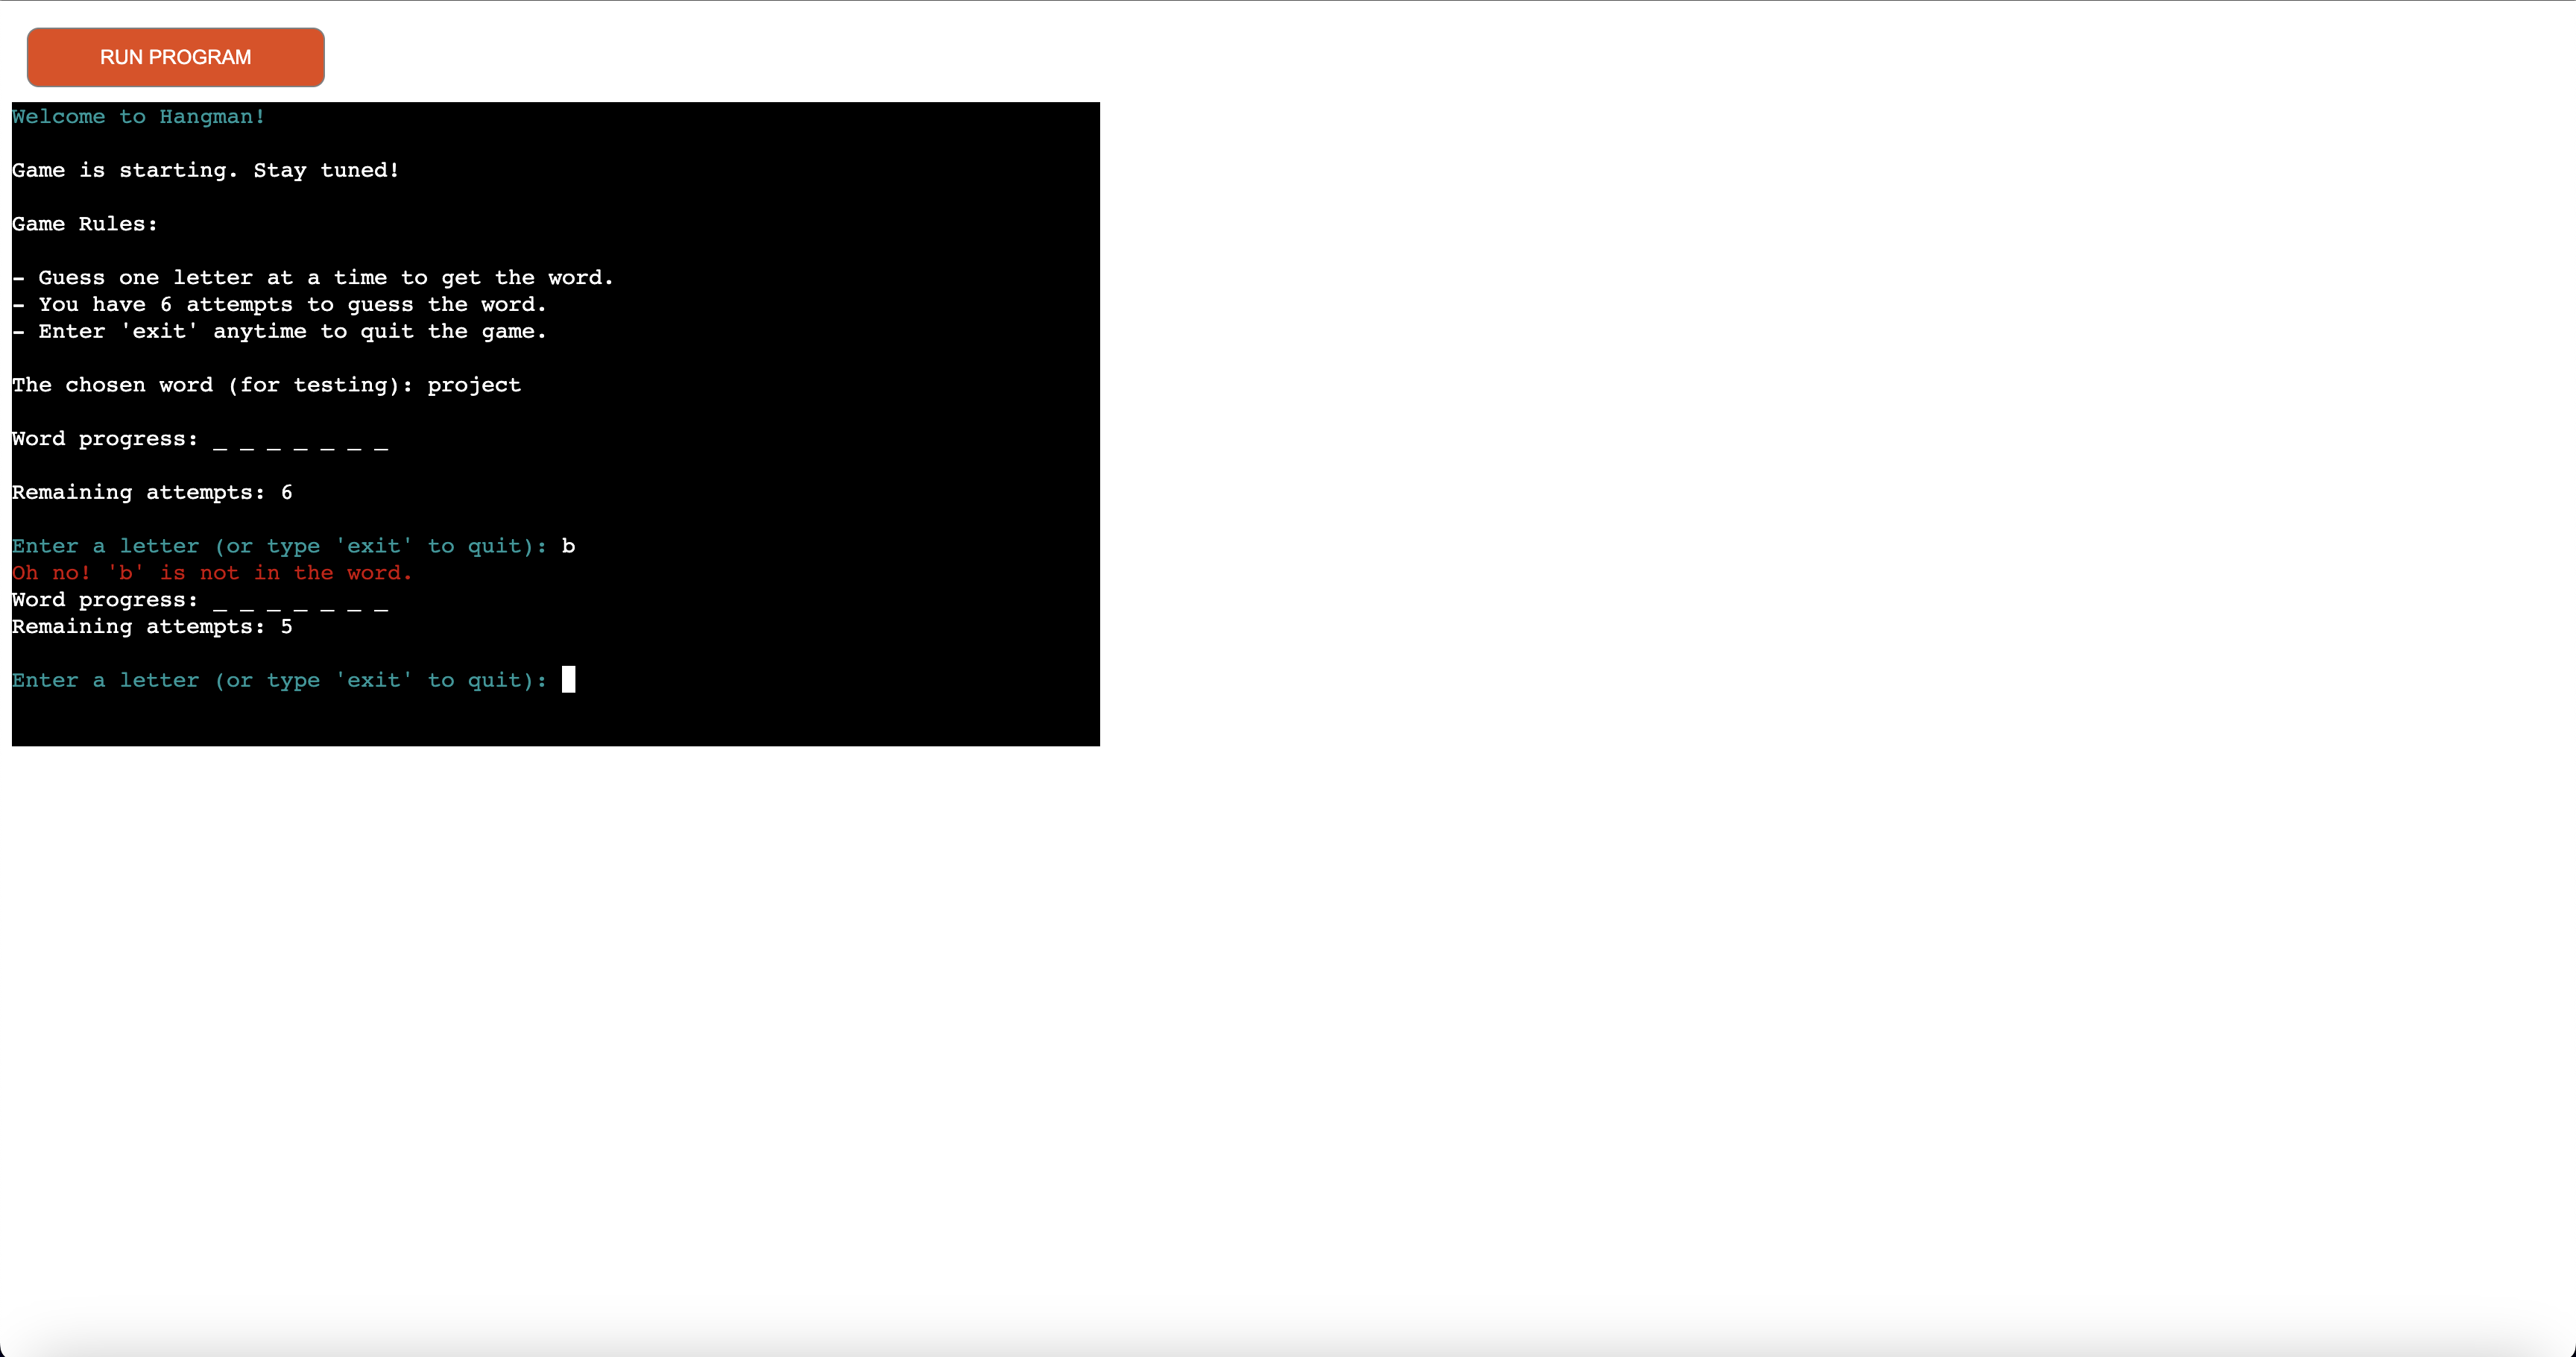 RUN PROGRAM
Welcome to Hangman!
Game is starting. Stay tuned!
Game Rules:
- Guess one letter at a time to get the word.
- You have 6 attempts to guess the word.
- Enter 'exit' anytime to quit the game.
The chosen word (for testing): project
Word progress: _ _ _ _ _ _ _
Remaining attempts: 6
Enter a letter (or type 'exit' to quit): b
Oh no! 'b' is not in the word.
Word progress: _ _ _ _ _ _ _
Remaining attempts: 5
Enter a letter (or type 'exit' to quit):